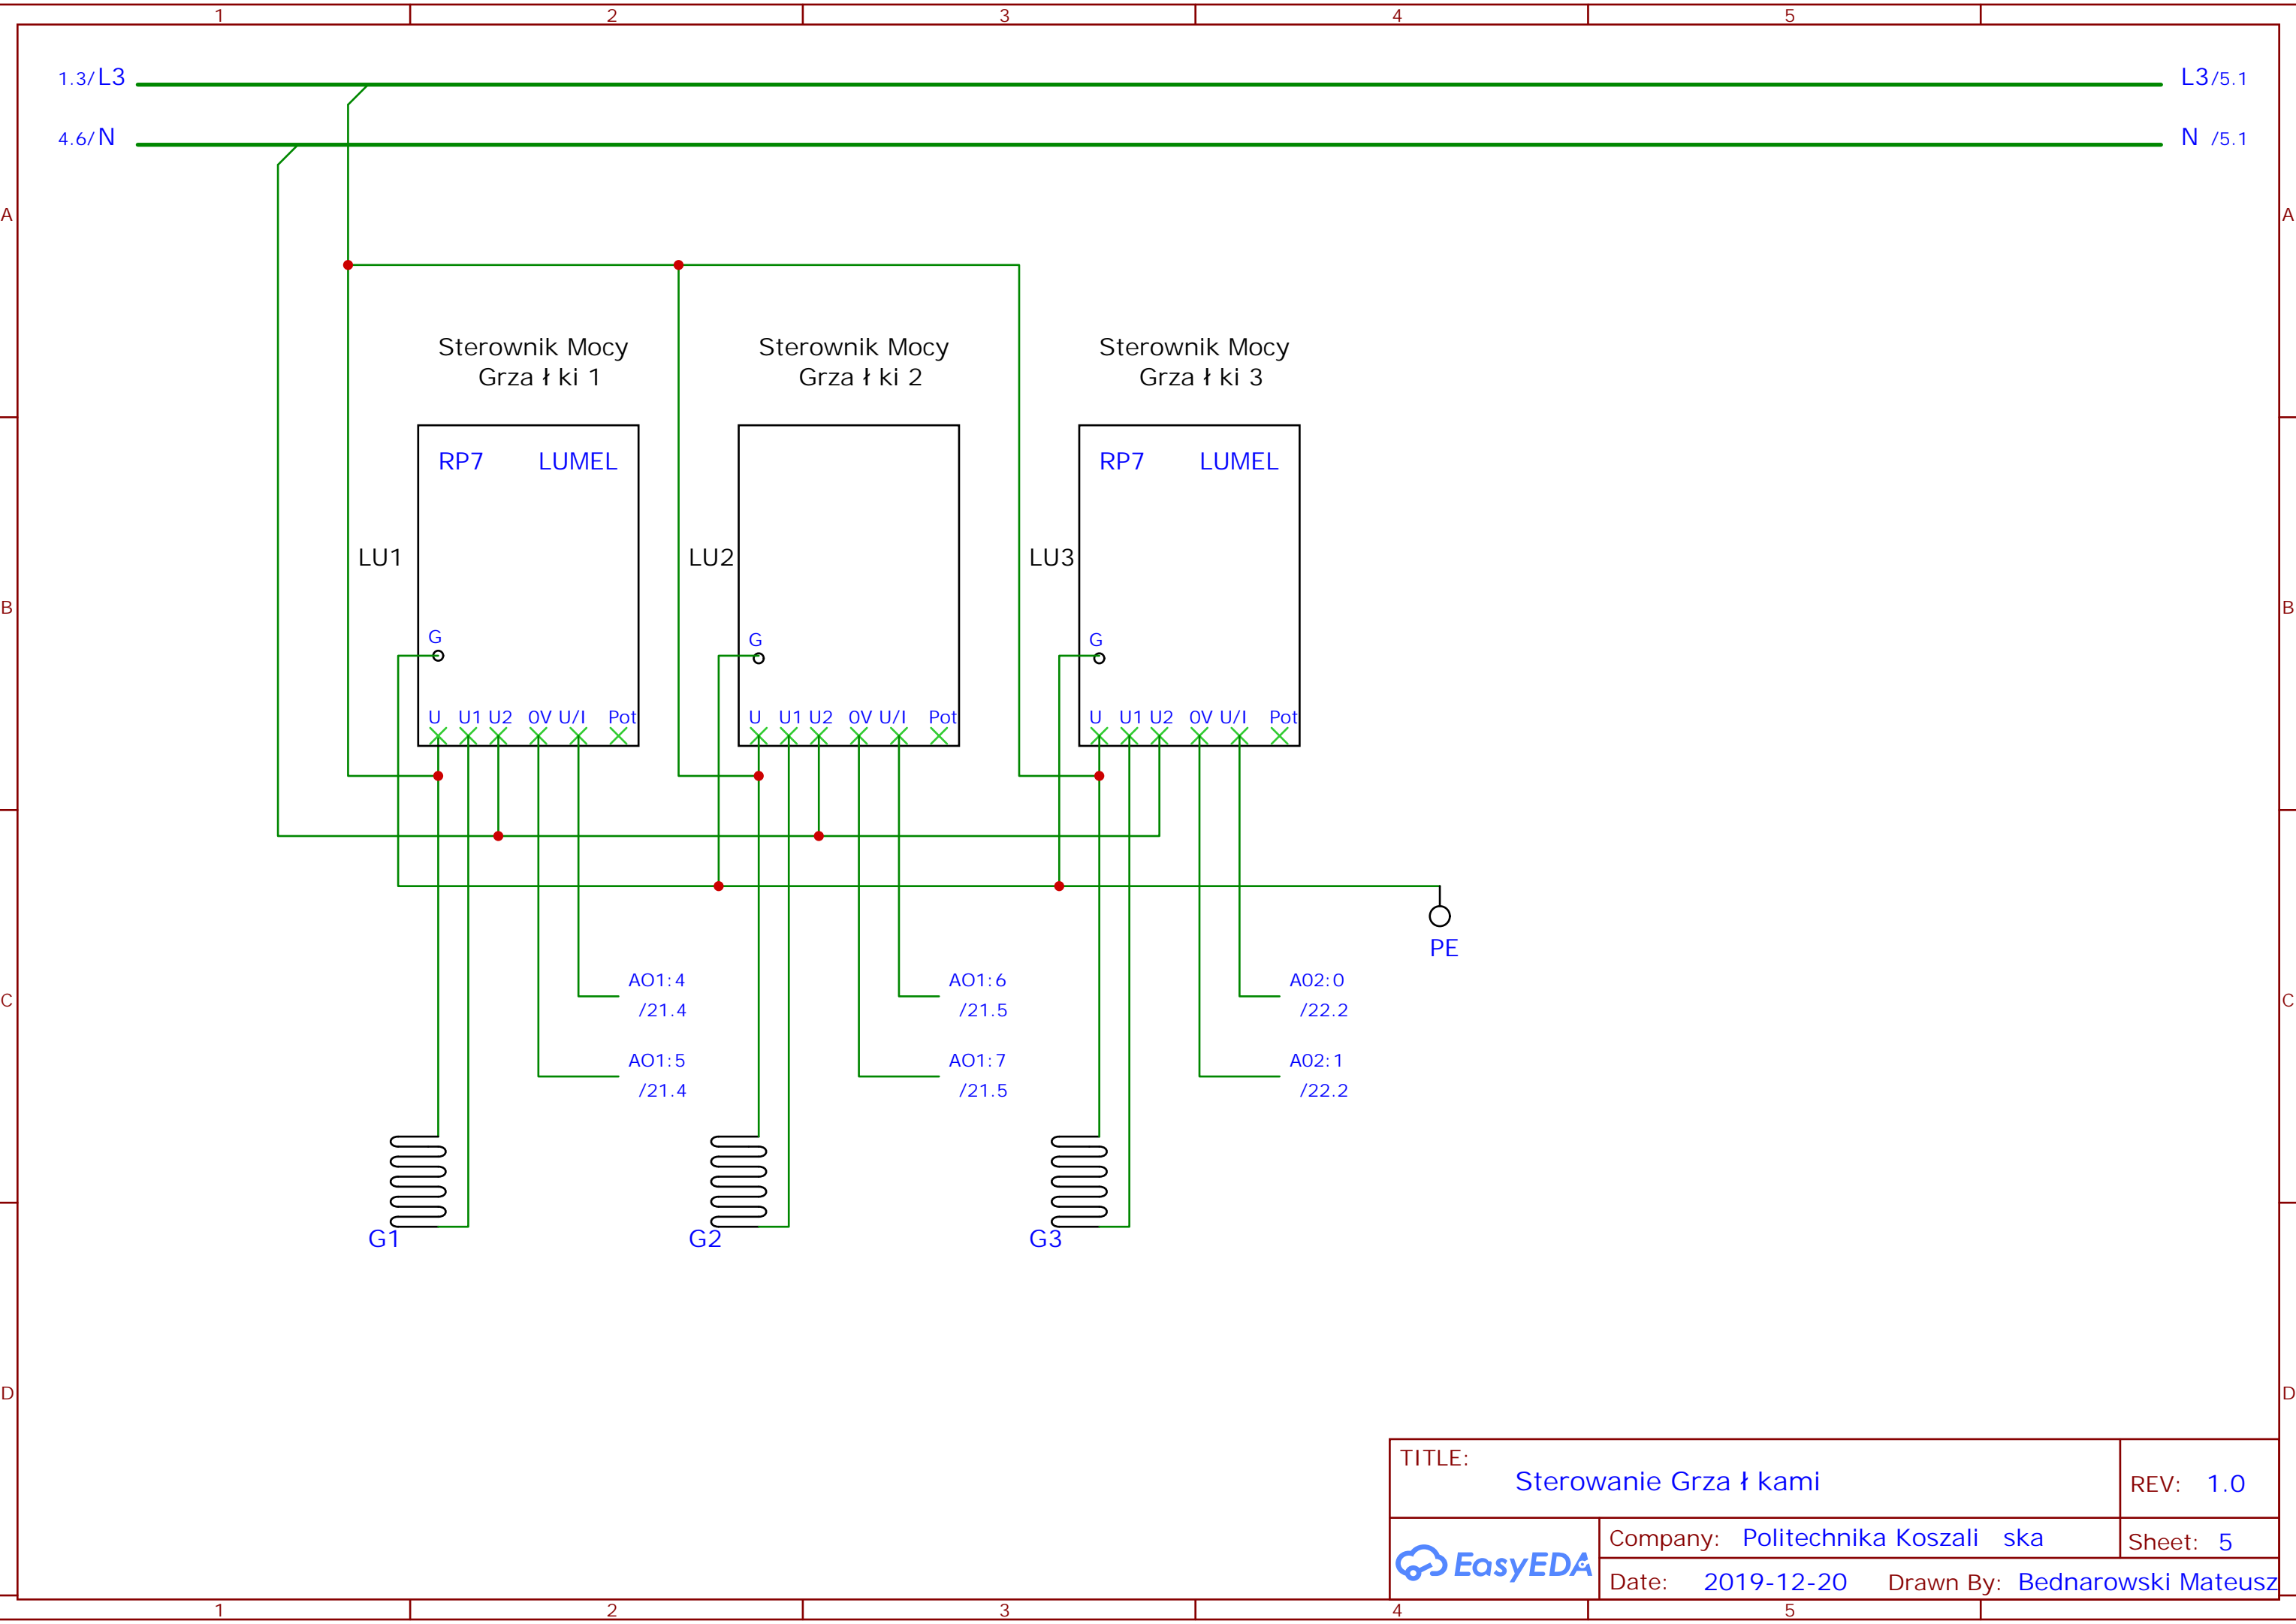 1 2 3 4 5
1.3/L3 L3/5.1
4.6/N N /5.1
A A
Sterownik Mocy Sterownik Mocy Sterownik Mocy
Grza ł ki 1 Grza ł ki 2 Grza ł ki 3
RP7 LUMEL RP7 LUMEL
LU1 LU2 LU3
B B
G G G
U U1 U2 0V U/I Pot U U1 U2 0V U/I Pot U U1 U2 0V U/I Pot
PE
AO1:4 AO1:6 A02:0
C C
/21.4 /21.5 /22.2
AO1:5 AO1:7 A02:1
/21.4 /21.5 /22.2
G1 G2 G3
D D
TITLE:
Sterowanie Grza ł kami
REV: 1.0
EasyEDA
Company: Politechnika Koszali ska
Sheet: 5
Date: 2019-12-20 Drawn By: Bednarowski Mateusz
1 2 3 4 5